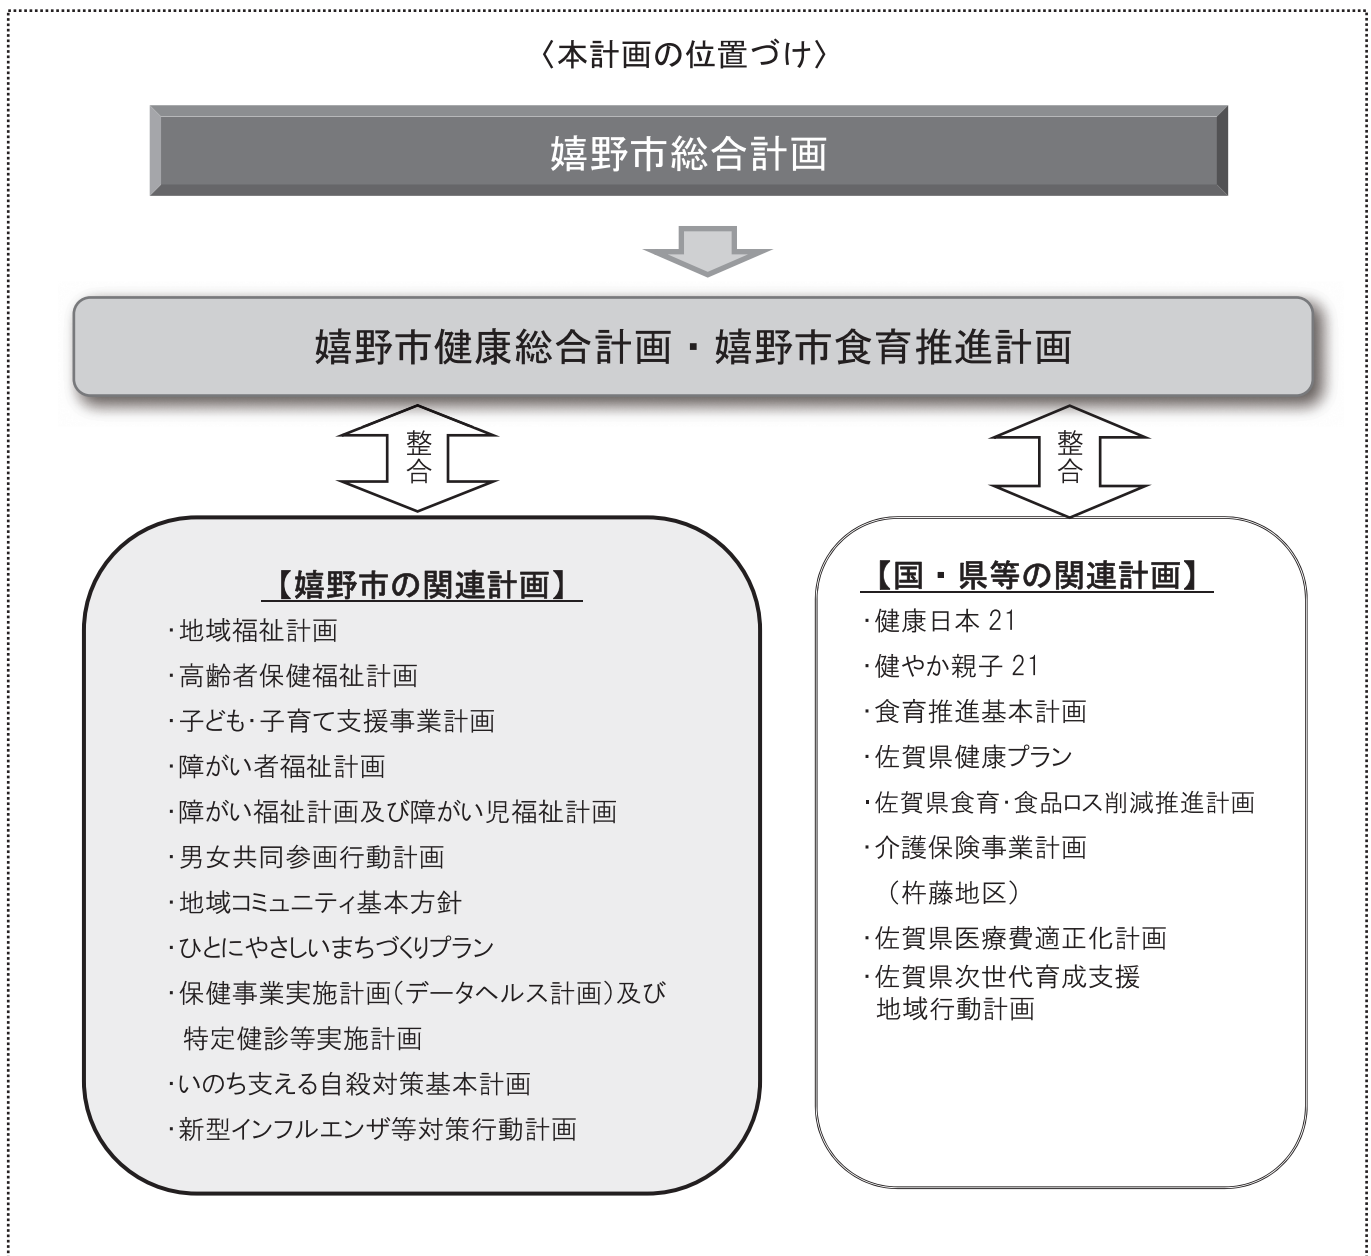 〈本計画の位置づけ〉
嬉野市総合計画
嬉野市健康総合計画・嬉野市食育推進計画
整合
整合
【嬉野市の関連計画】
・地域福祉計画
・高齢者保健福祉計画
・子ども・子育て支援事業計画
・障がい者福祉計画
・障がい福祉計画及び障がい児福祉計画
・男女共同参画行動計画
・地域コミュニティ基本方針
・ひとにやさしいまちづくりプラン
・保健事業実施計画（データヘルス計画）及び
特定健診等実施計画
・いのち支える自殺対策基本計画
・新型インフルエンザ等対策行動計画
【国・県等の関連計画】
・健康日本 21
・健やか親子 21
・食育推進基本計画
・佐賀県健康プラン
・佐賀県食育・食品ロス削減推進計画
・介護保険事業計画
（杵藤地区）
・佐賀県医療費適正化計画
・佐賀県次世代育成支援
地域行動計画